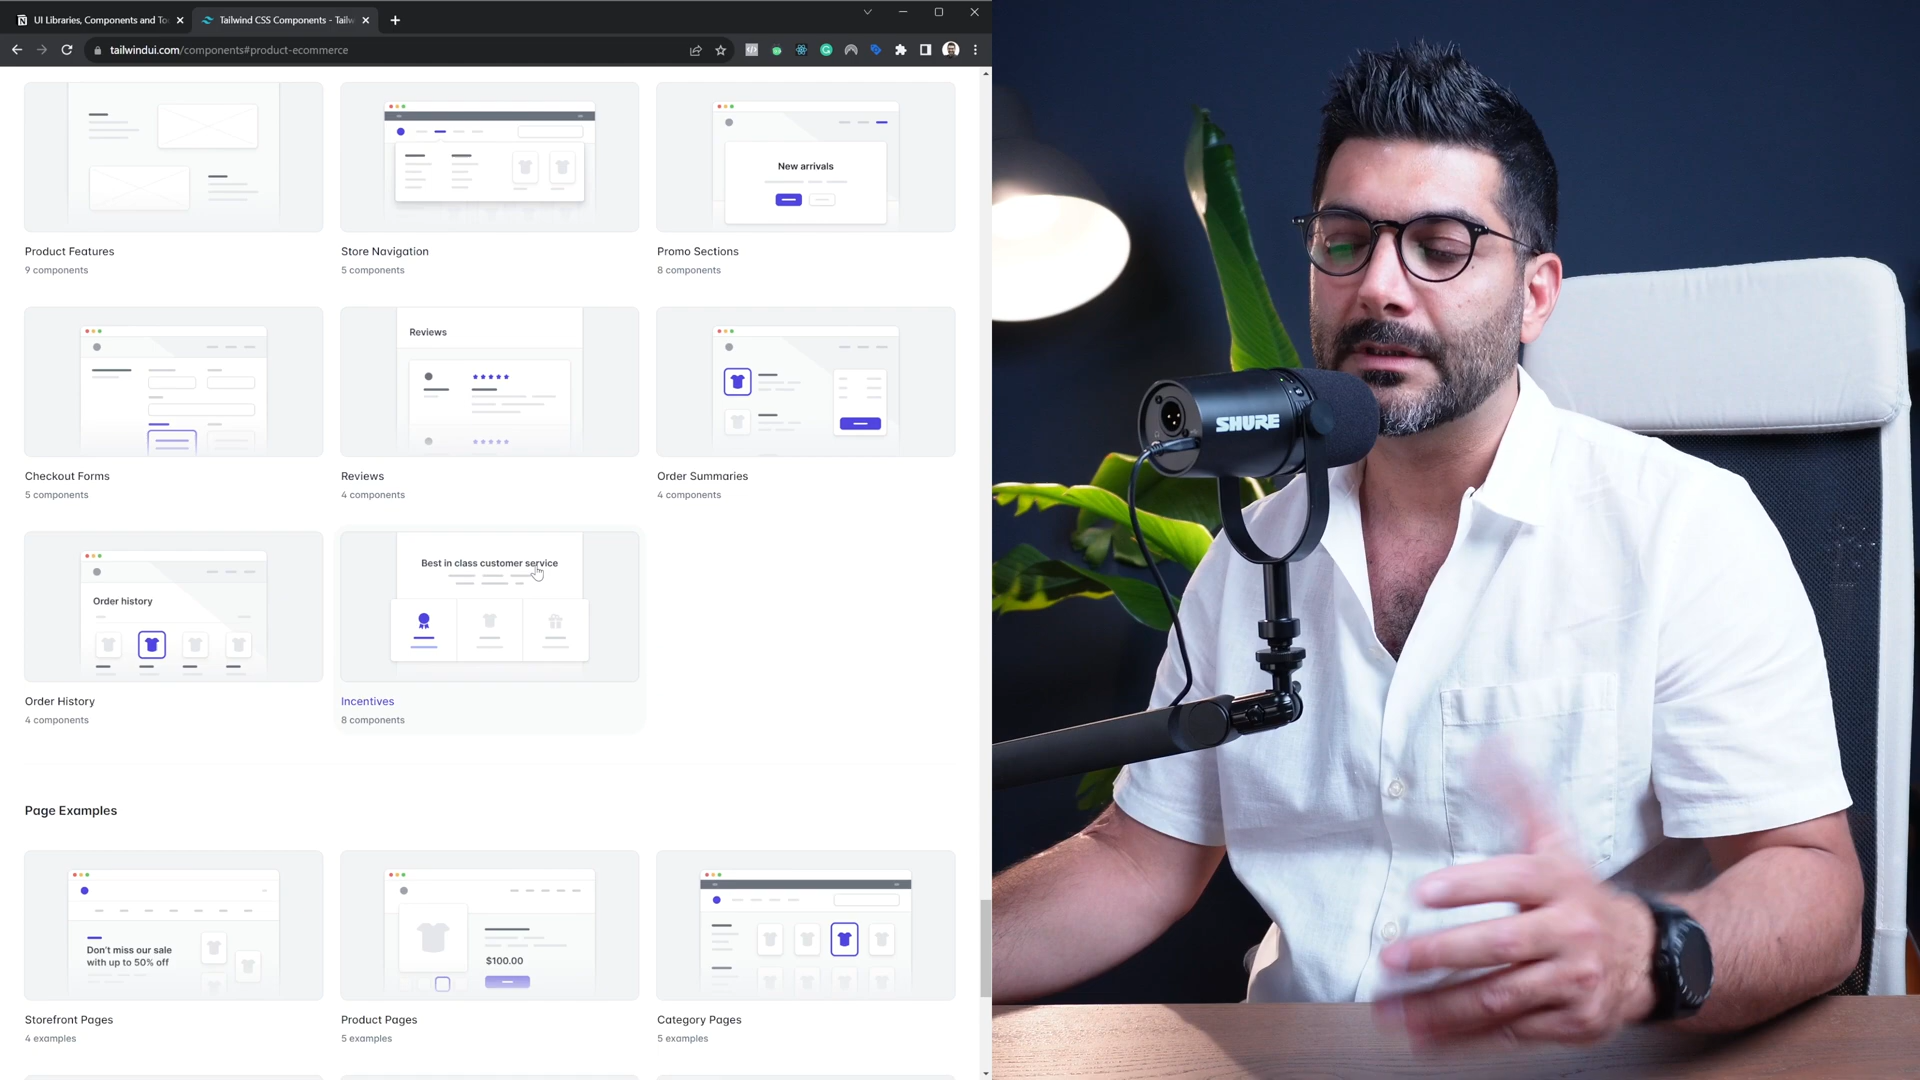 UI Libraries, Components and To
Tailwind CSS Components - Tailw
tailwindui.com/components#product-ecommerce
New arrivals
Product Features
9 components
Store Navigation
5 components
Promo Sections
8 components
Reviews
Checkout Forms
5 components
Reviews
4 components
Order Summaries
4 components
Order history
Best in class customer service
Order History
4 components
Incentives
8 components
Page Examples
Don't miss our sale
with up to 50% off
$100.00
Storefront Pages
4 examples
Product Pages
5 examples
Category Pages
5 examples
SHURE